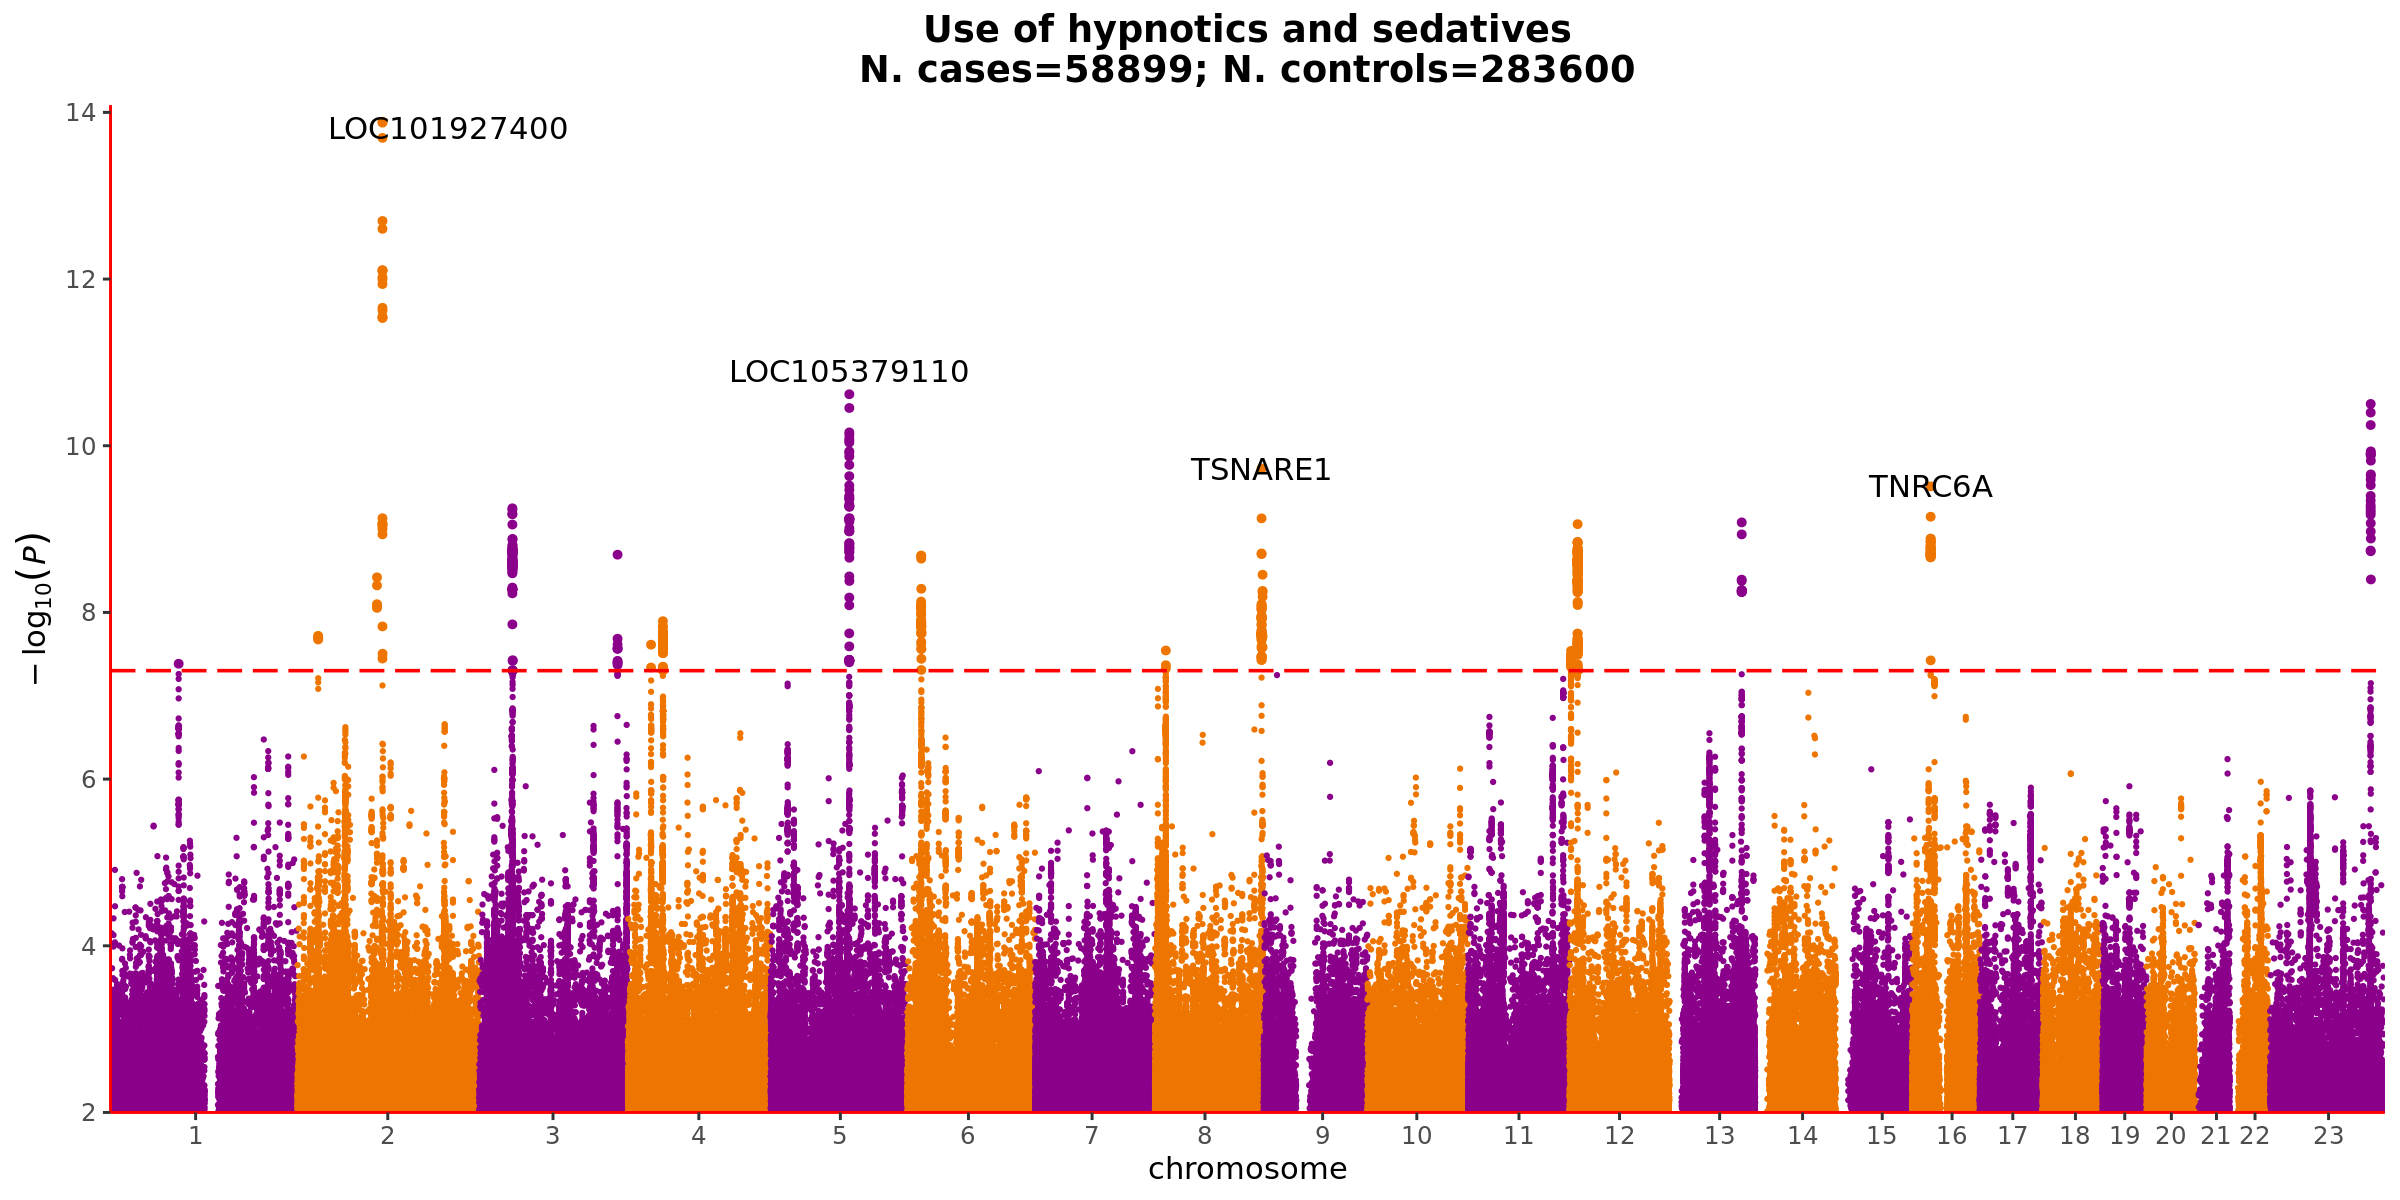 Use of hypnotics and sedatives
N. cases=58899; N. controls=283600
14
LOC101927400
12
LOC105379110
10
TSNARE1
TNRC6A
8
6
4
2
− log10(P)
1 2 3 4 5 6 7 8 9 10 11 12 13 14 15 16 17 18 19 20 21 22 23
chromosome